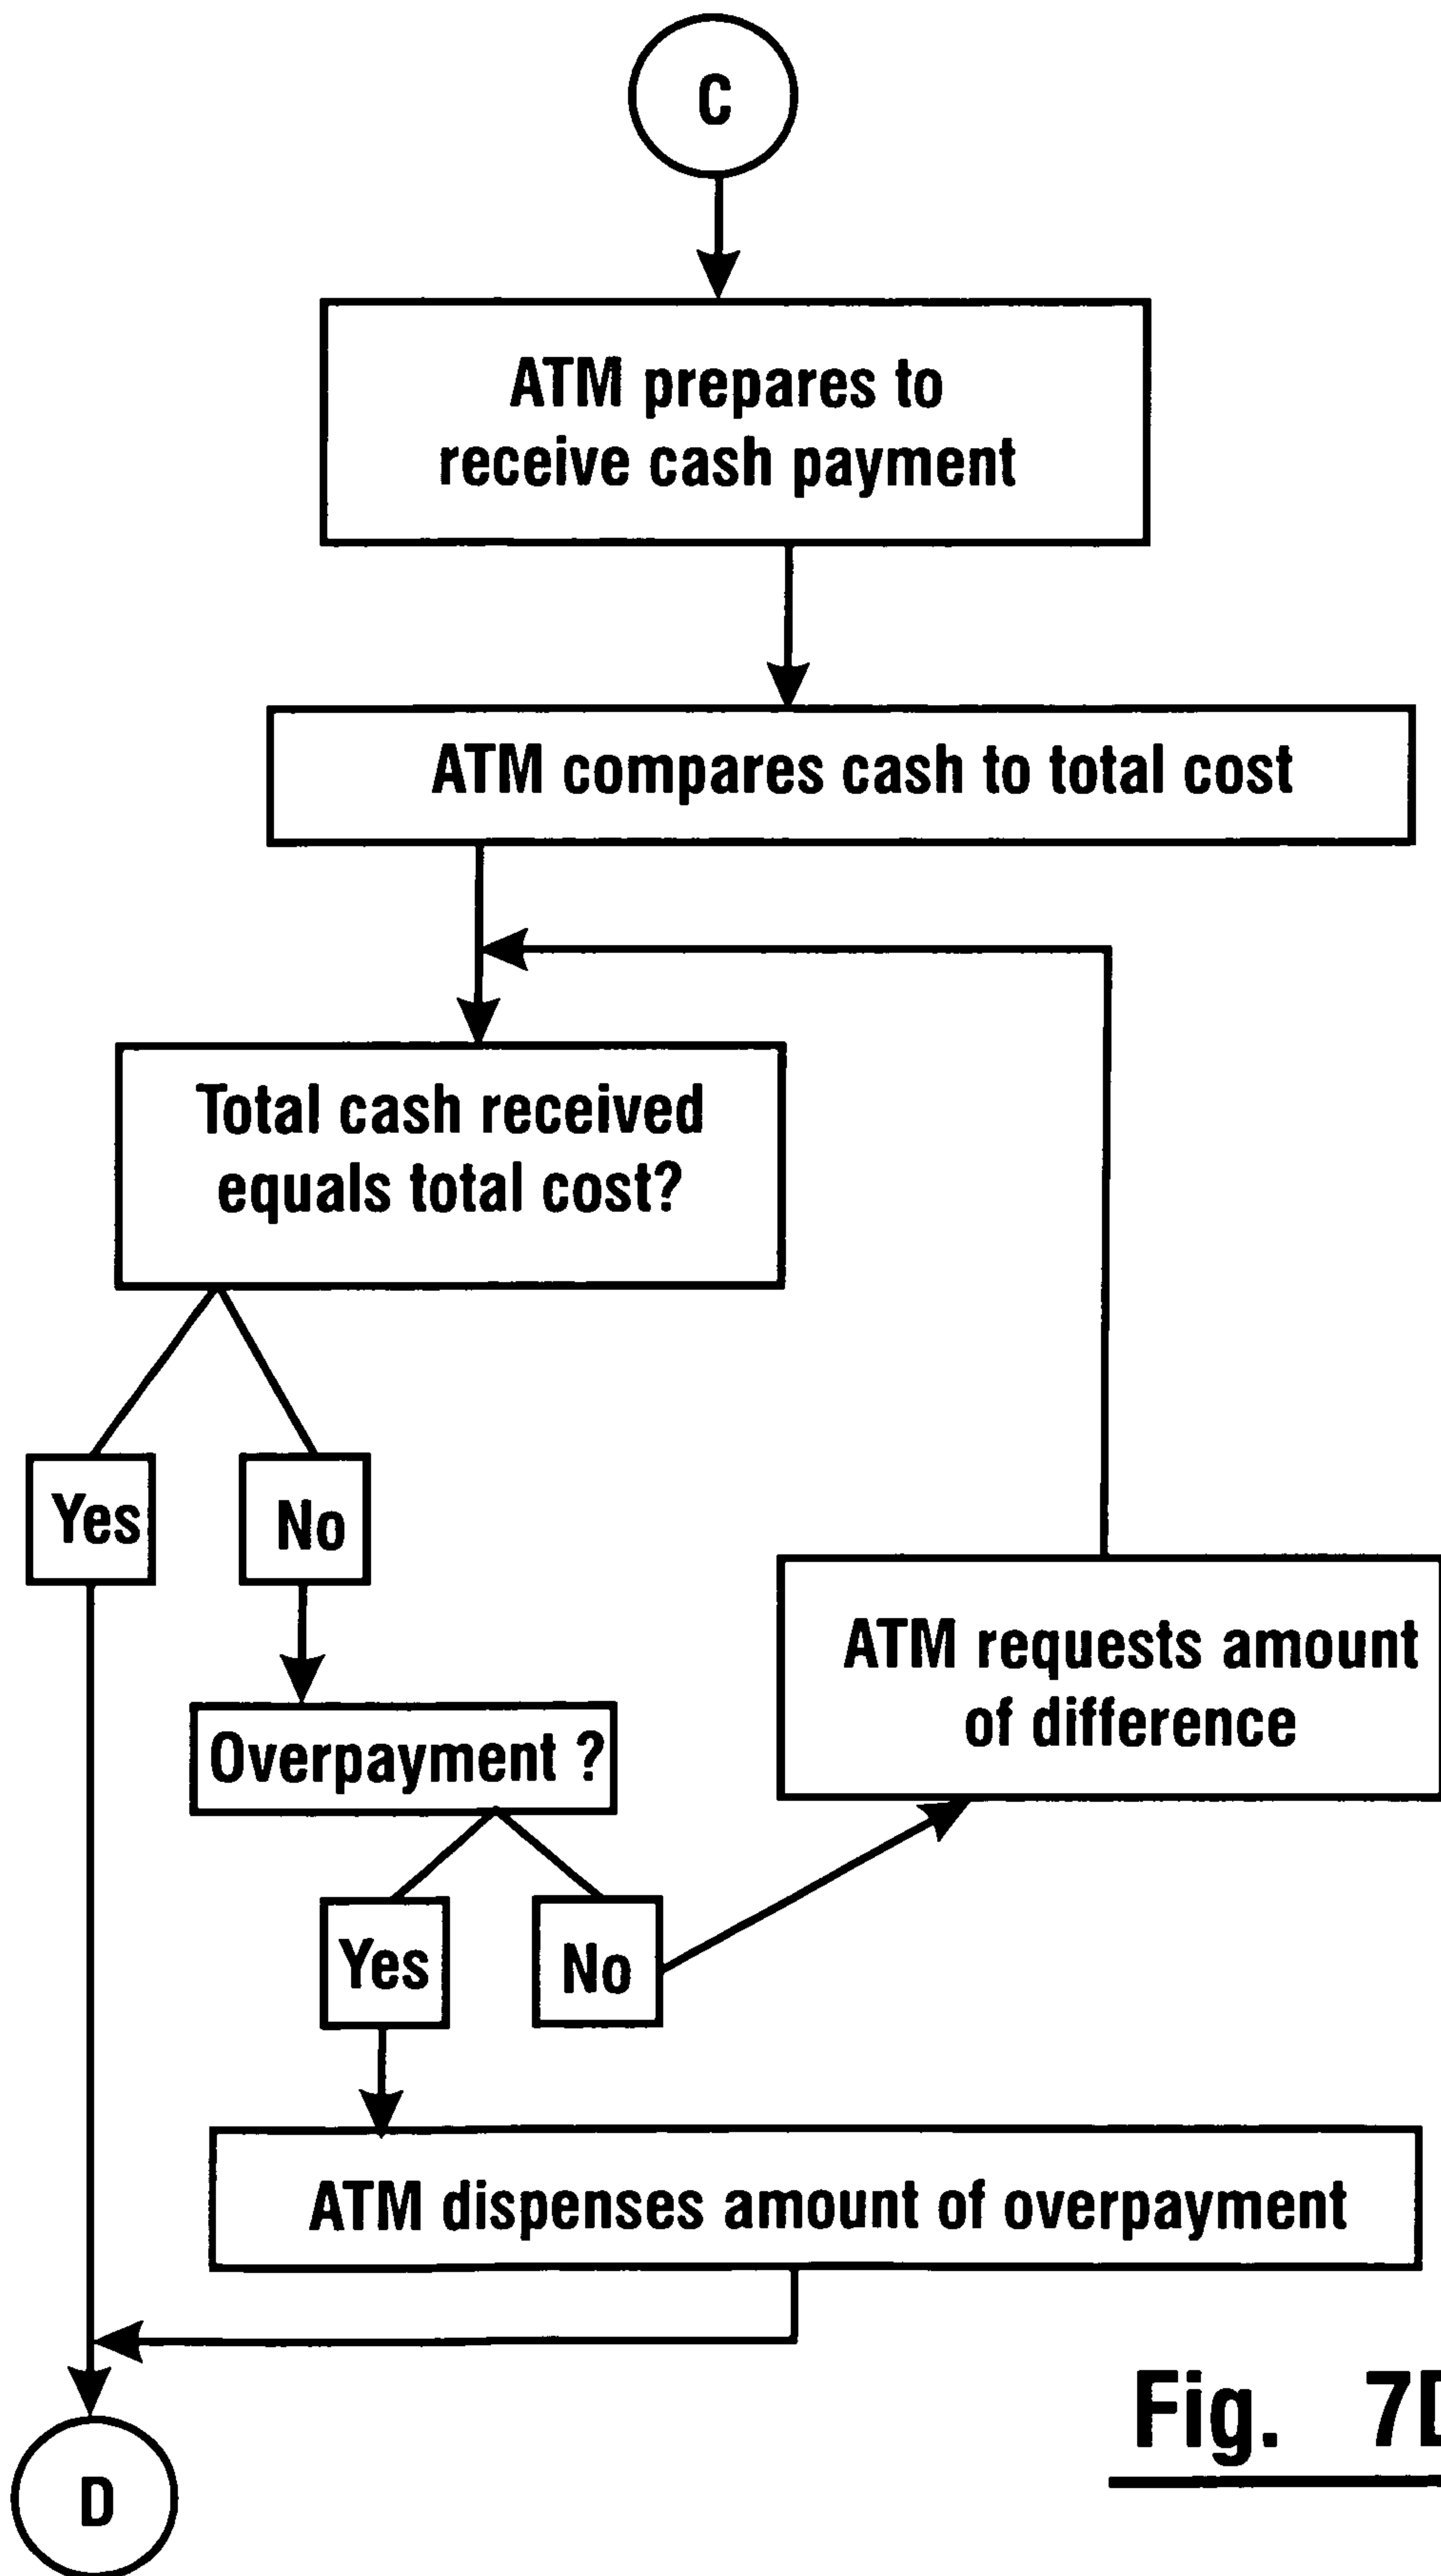 C
ATM prepares to
receive cash payment
ATM compares cash to total cost
Total cash received
equals total cost?
Yes
No
ATM requests amount
of difference
Overpayment ?
Yes
No
ATM dispenses amount of overpayment
Fig. 7D
D